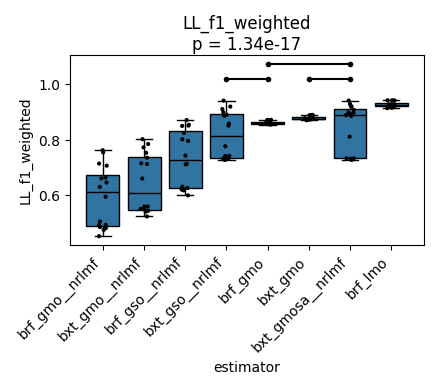 LL_f1_weighted
p = 1.34e-17
LL_f1_weighted
1.0
0.8
0.6
brf_gmo__nrlmf
bxt_gmo__nrlmf
brf_gso__nrlmf
bxt_gso__nrlmf
brf_gmo
bxt_gmo
bxt_gmosa__nrlmf
brf_lmo
estimator